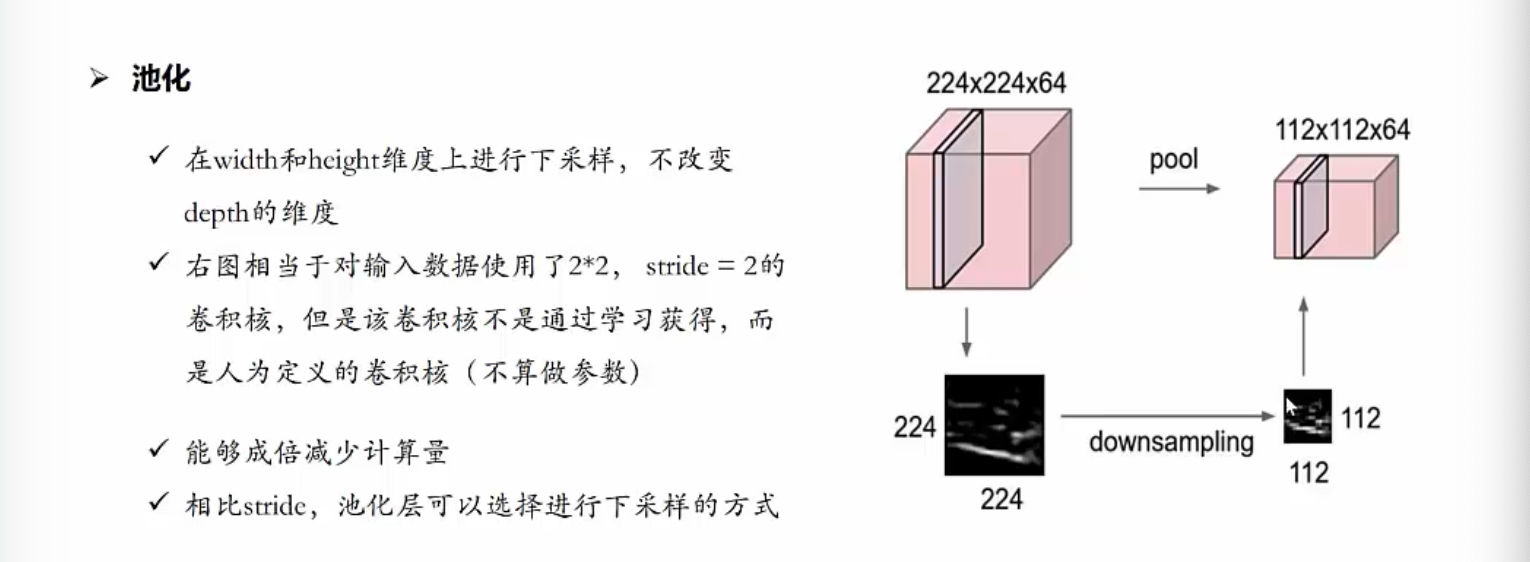 池化
在width和height维度上进行下采样，不改变
depth的维度
右图相当于对输入数据使用了2*2， stride = 2的
卷积核，但是该卷积核不是通过学习获得，而
是人为定义的卷积核（不算做参数）
能够成倍减少计算量
相比stride，池化层可以选择进行下采样的方式
224x224x64
112x112x64
pool
224
224
downsampling
112
112